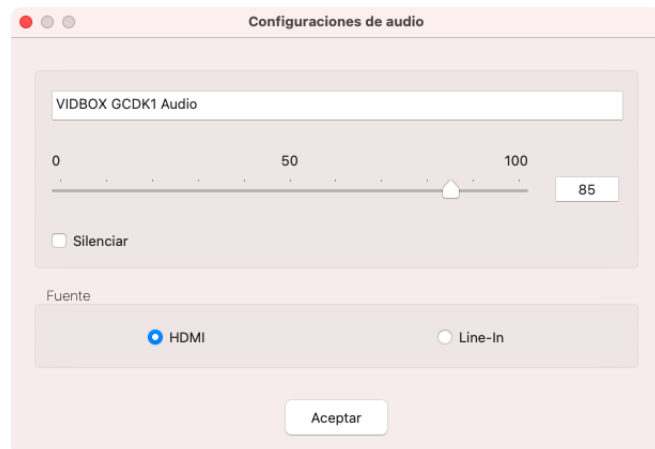 Configuraciones de audio
VIDBOX GCDK1 Audio
0 50 100
85
Silenciar
Fuente
HDMI Line-In
Aceptar